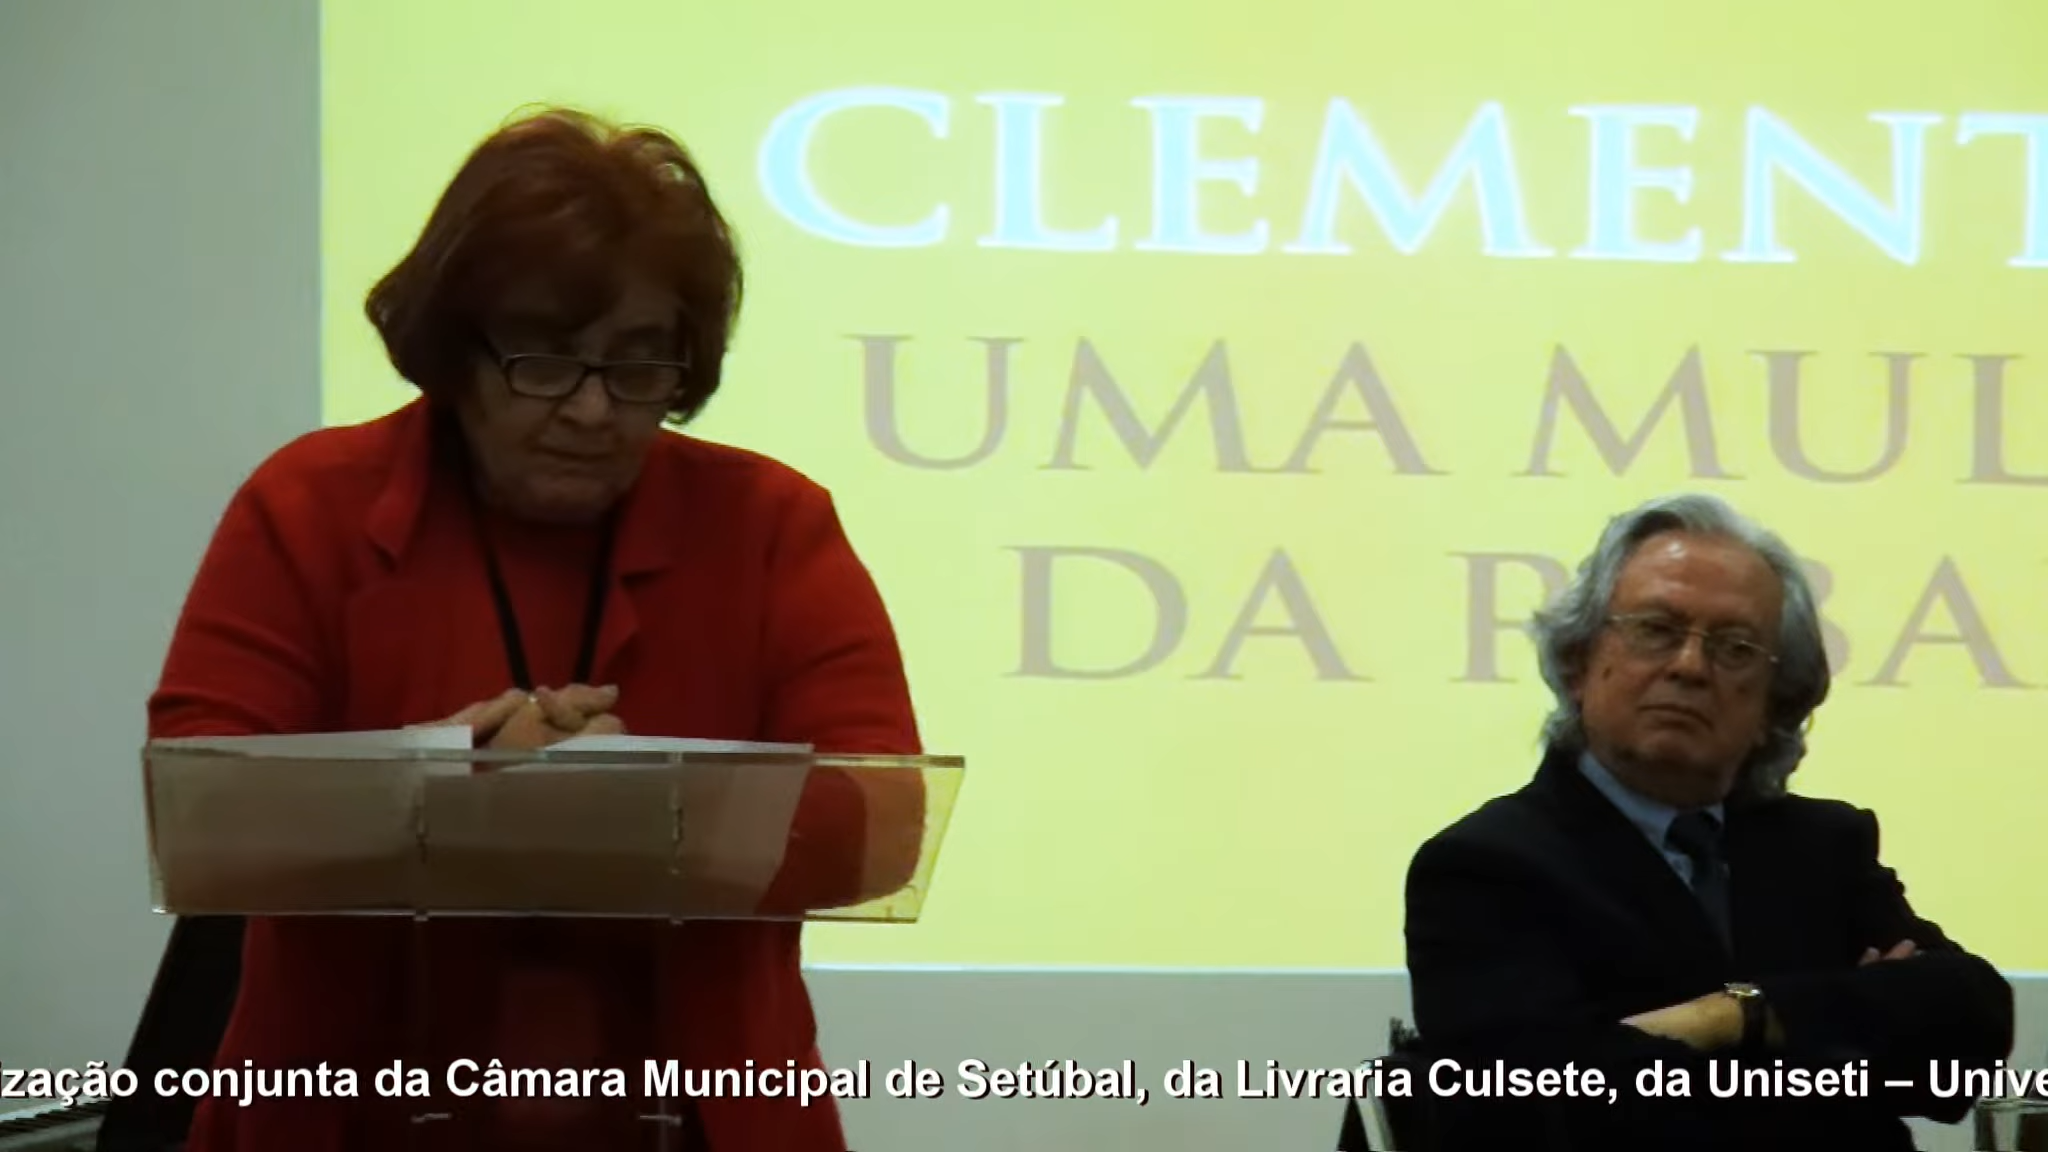 CLEMENT
UMA MUL
DA
ização conjunta da Câmara Municipal de Setúbal, da Livraria Culsete, da Uniseti – Unive